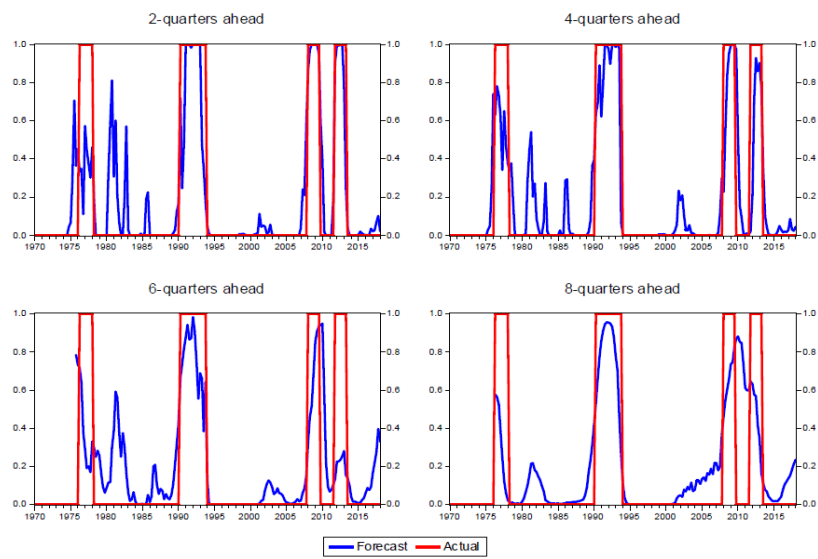 2-quarters ahead 4-quarters ahead
1.0 1.0 1.0 1.0
0.8 0.8 0.8 0.8
0.6 0.6 0.6 0.6
0.4 0.4 0.4 0.4
0.2 0.2 0.2 0.2
0.0 0.0 0.0 0.0
1970 1975 1980 1985 1990 1995 2000 2005 2010 2015 1970 1975 1980 1985 1990 1995 2000 2005 2010 2015
6-quarters ahead 8-quarters ahead
1.0 1.0 1.0 1.0
0.8 0.8 0.8 0.8
0.6 0.6 0.6 0.6
0.4 0.4 0.4 0.4
0.2 0.2 0.2 0.2
0.0 0.0 0.0 0.0
1970 1975 1980 1985 1990 1995 2000 2005 2010 2015 1970 1975 1980 1985 1990 1995 2000 2005 2010 2015
Forecast Actual